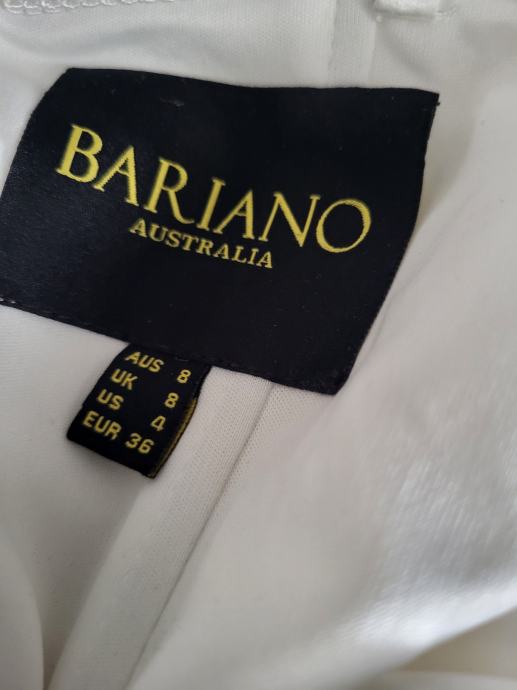 BARIANO
AUSTRALIA
AUS 8
UK 8
US 4
EUR 36